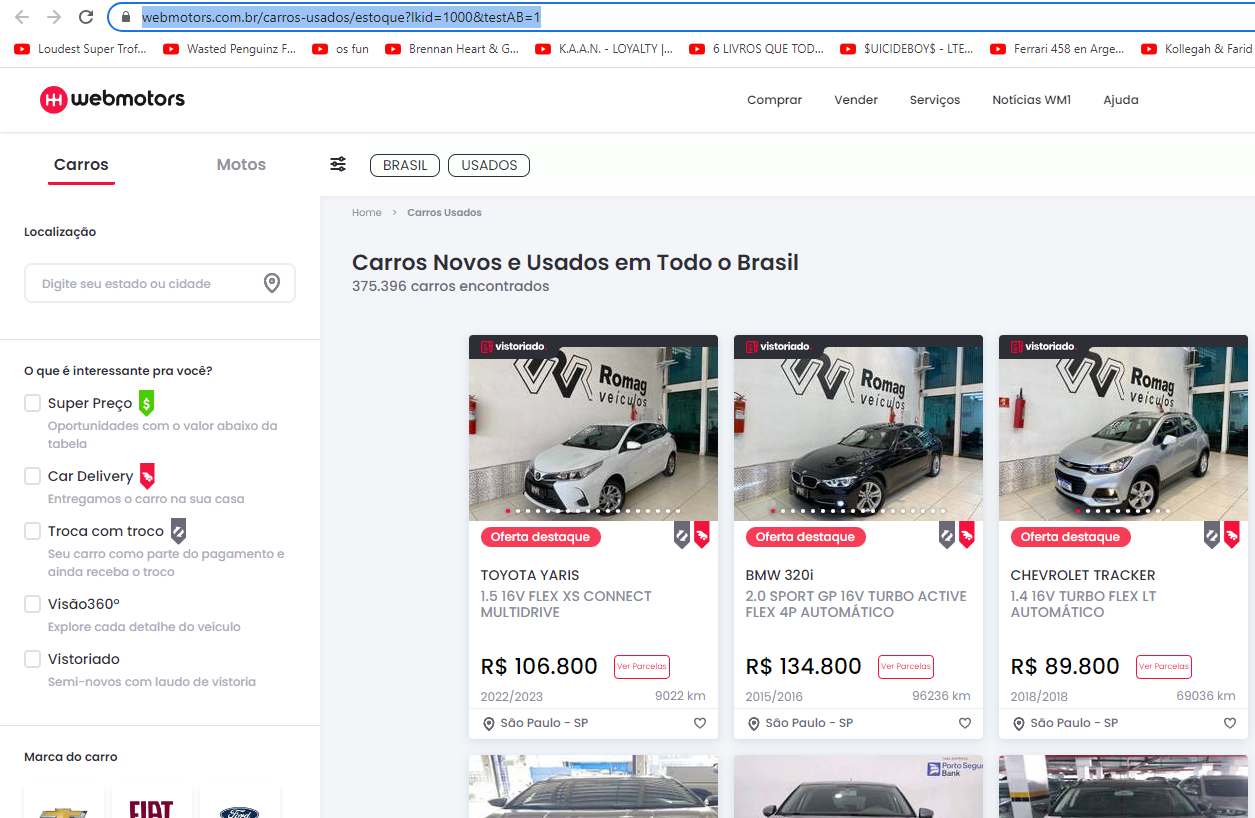 webmotors.com.br/carros-usados/estoque?lkid=1000&testAB=1
Loudest Super Trof...
Wasted Penguinz F...
os fun
Brennan Heart & G...
K.A.A.N. - LOYALTY |...
6 LIVROS QUE TOD...
$UICIDEBOY$ - LTE...
Ferrari 458 en Arge...
Kollegah & Farid
webmotors
Comprar
Vender
Serviços
Notícias WM1
Ajuda
Carros
Motos
BRASIL
USADOS
Localização
Digite seu estado ou cidade
O que é interessante pra você?
Super Preço
Oportunidades com o valor abaixo da
tabela
Car Delivery
Entregamos o carro na sua casa
Troca com troco
Seu carro como parte do pagamento e
ainda receba o troco
Visão360º
Explore cada detalhe do veículo
Vistoriado
Semi-novos com laudo de vistoria
Marca do carro
FIAT
Ford
Home > Carros Usados
Carros Novos e Usados em Todo o Brasil
375.396 carros encontrados
vistoriado
Romag
veículos
Oferta destaque
TOYOTA YARIS
1.5 16V FLEX XS CONNECT
MULTIDRIVE
R$ 106.800
Ver Parcelas
2022/2023
9022 km
São Paulo - SP
vistoriado
Romag
veículos
Oferta destaque
BMW 320i
2.0 SPORT GP 16V TURBO ACTIVE
FLEX 4P AUTOMÁTICO
R$ 134.800
Ver Parcelas
2015/2016
96236 km
São Paulo - SP
vistoriado
Romag
veículos
Oferta destaque
CHEVROLET TRACKER
1.4 16V TURBO FLEX LT
AUTOMÁTICO
R$ 89.800
Ver Parcelas
2018/2018
69036 km
São Paulo - SP
Porto Segu
Bank